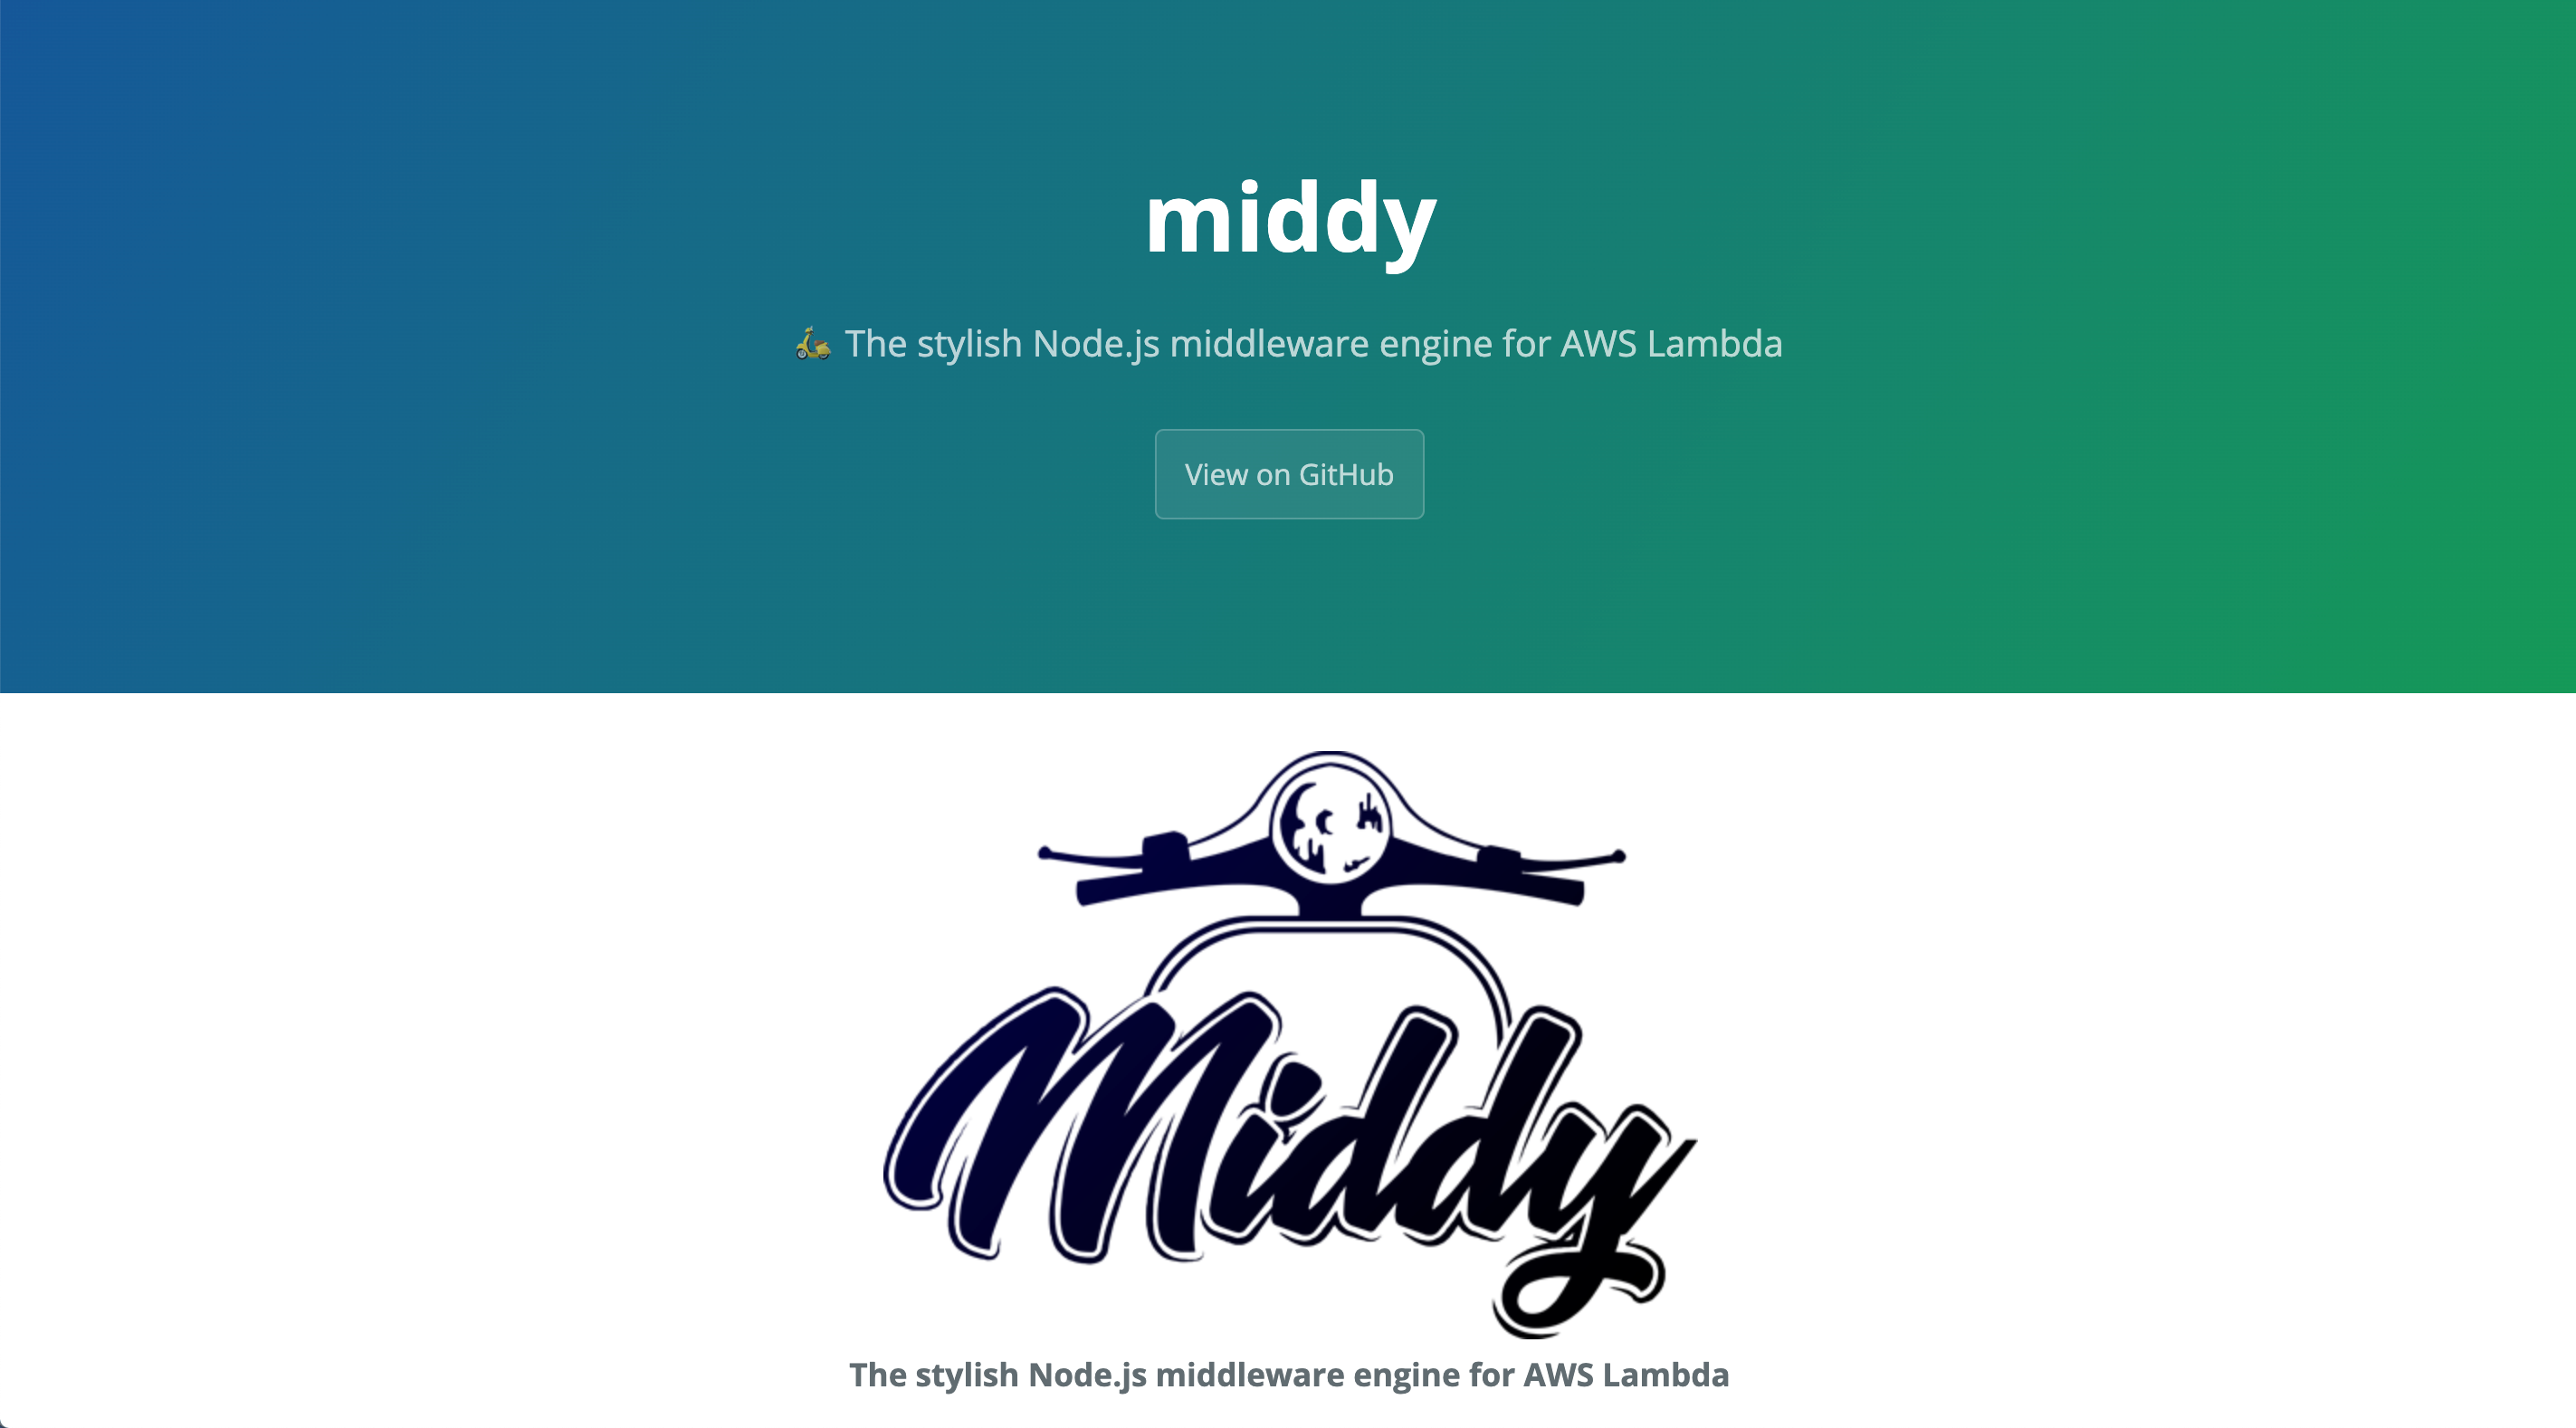 middy
🛵 The stylish Node.js middleware engine for AWS Lambda
View on GitHub
Middy
The stylish Node.js middleware engine for AWS Lambda